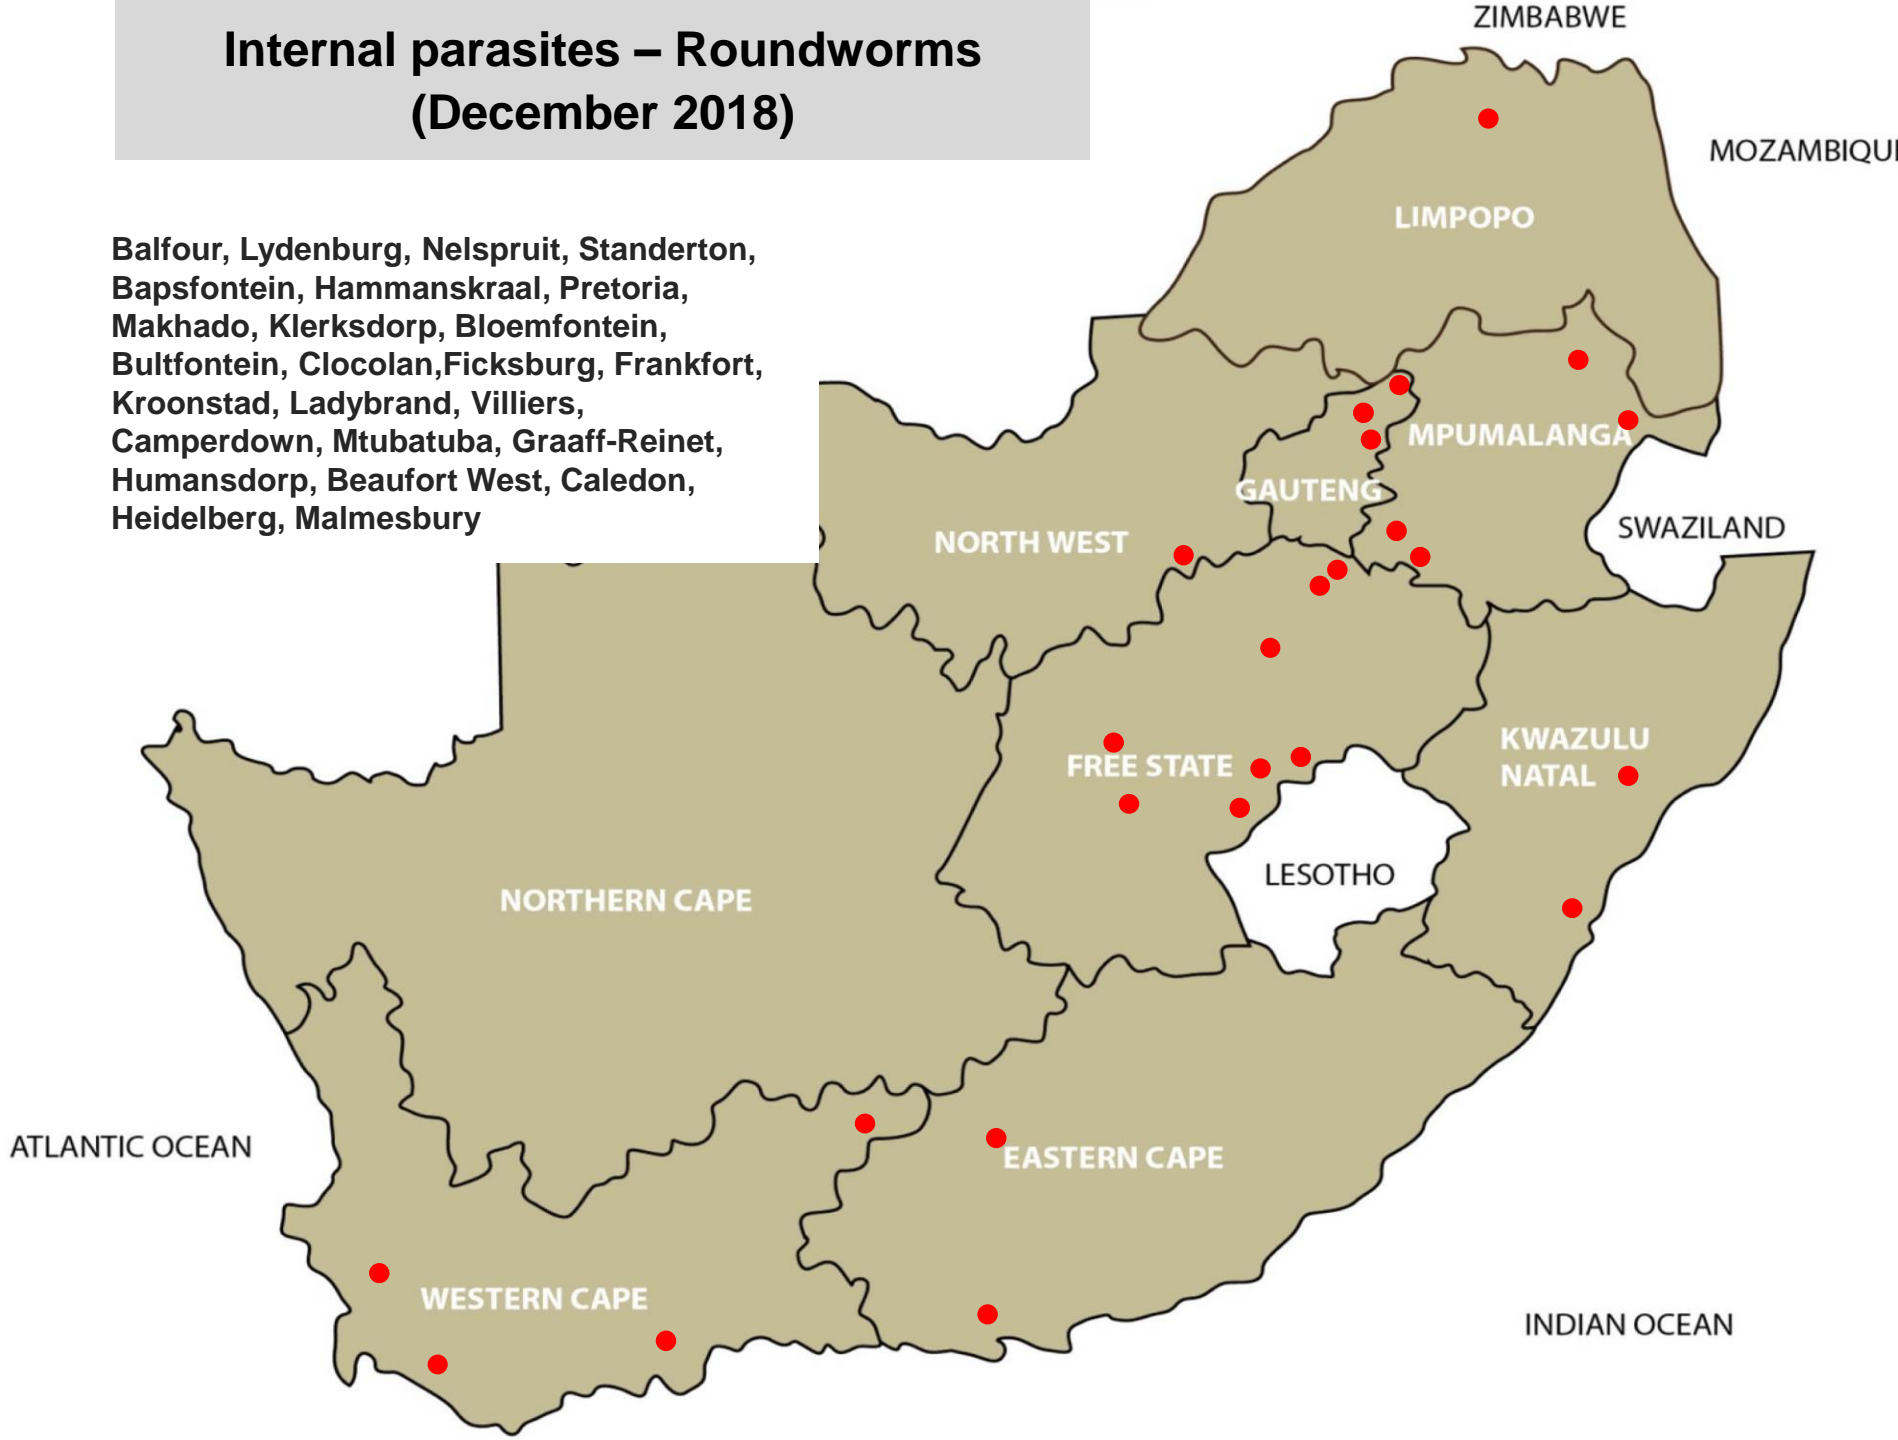 Internal parasites – Roundworms
(December 2018)
Balfour, Lydenburg, Nelspruit, Standerton,
Bapsfontein, Hammanskraal, Pretoria,
Makhado, Klerksdorp, Bloemfontein,
Bultfontein, Clocolan,Ficksburg, Frankfort,
Kroonstad, Ladybrand, Villiers,
Camperdown, Mtubatuba, Graaff-Reinet,
Humansdorp, Beaufort West, Caledon,
Heidelberg, Malmesbury
ZIMBABWE
MOZAMBIQUE
LIMPOPO
MPUMALANGA
GAUTENG
NORTH WEST
SWAZILAND
FREE STATE
KWAZULU
NATAL
LESOTHO
NORTHERN CAPE
ATLANTIC OCEAN
EASTERN CAPE
WESTERN CAPE
INDIAN OCEAN